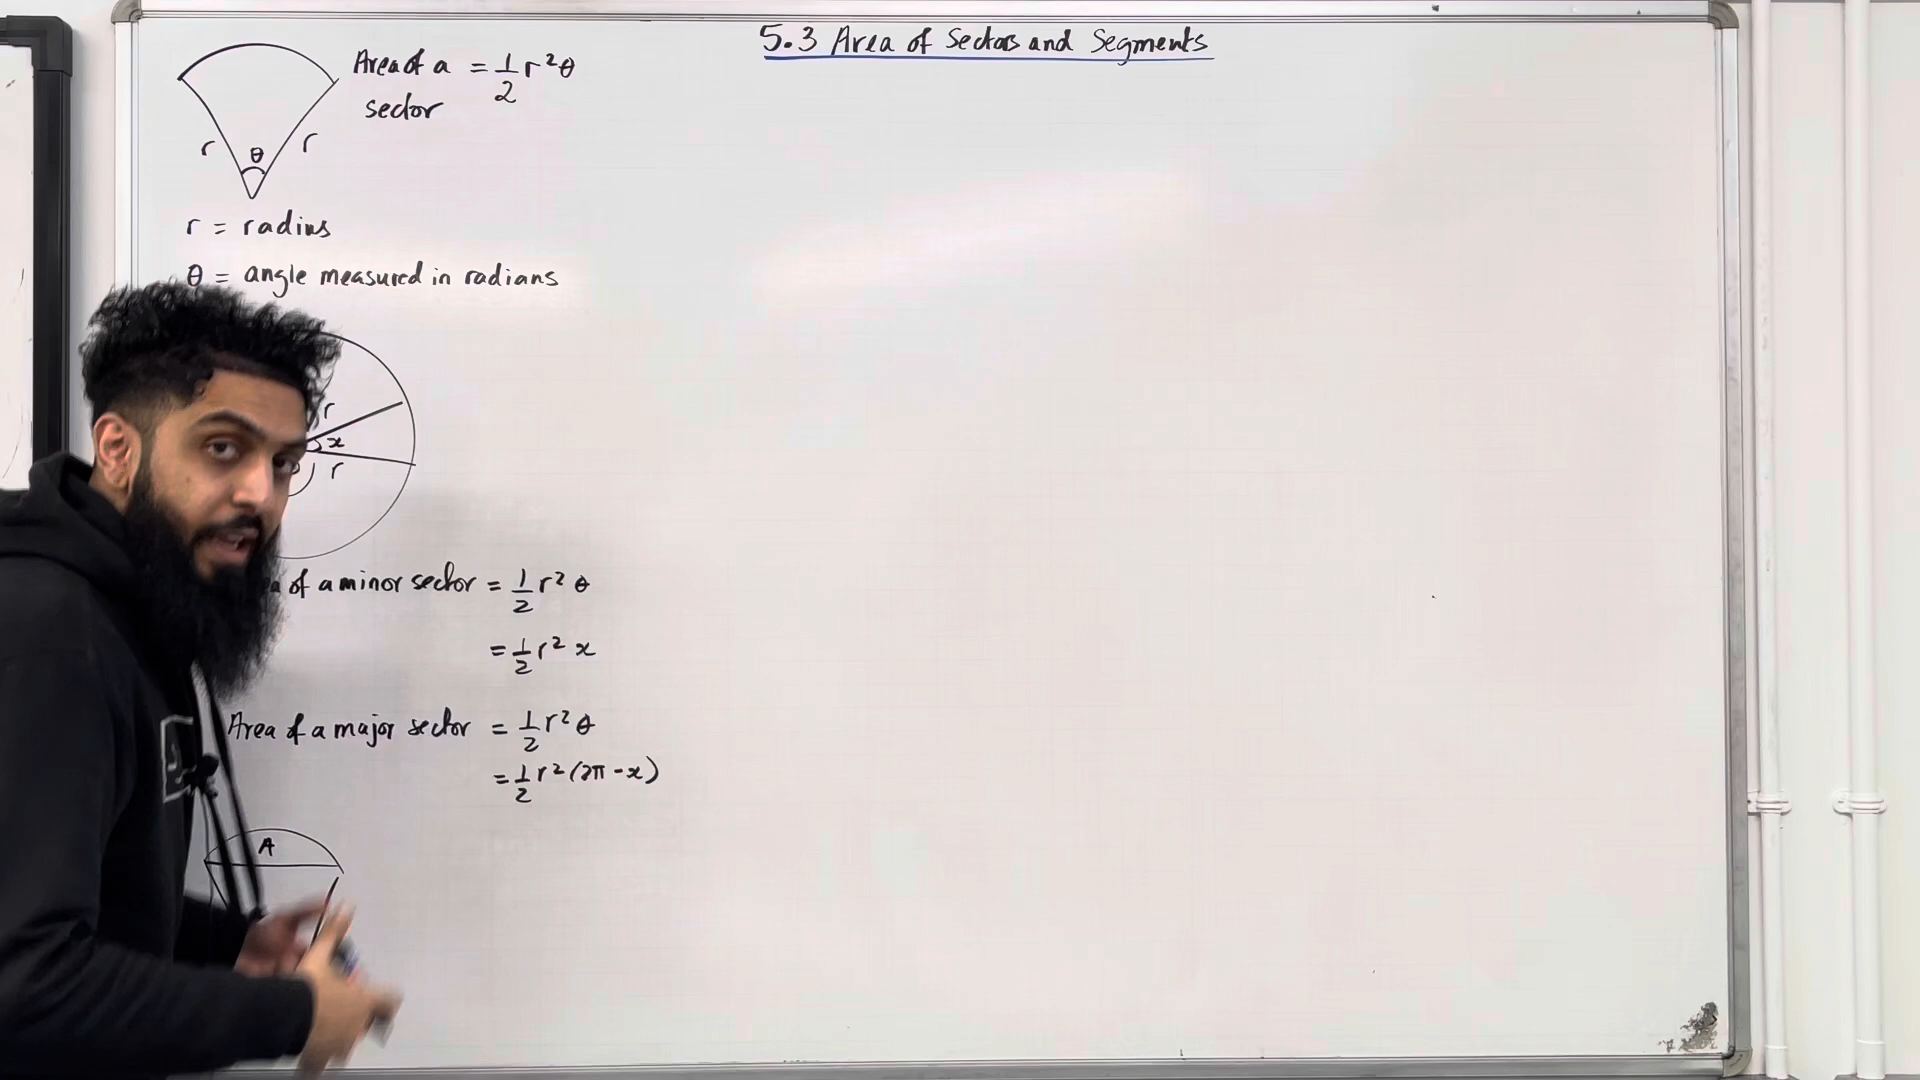 5.3 Area of Sectors and Segments
Area of a = 1/2 r²θ
sector
r r
θ
r = radius
θ = angle measured in radians
r
x
r
of a minor sector = 1/2 r² θ
= 1/2 r² x
Area of a major sector = 1/2 r² θ
= 1/2 r² (2π - x)
A